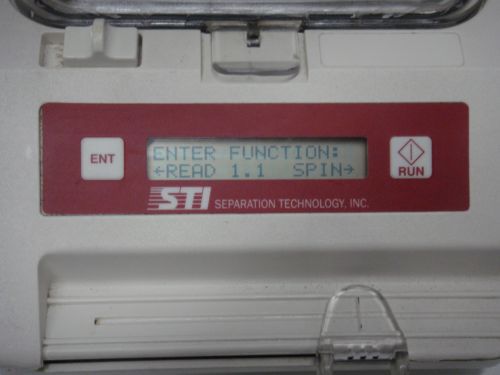 ENT
ENTER FUNCTION:
←READ 1.1 SPIN→
RUN
STI SEPARATION TECHNOLOGY, INC.